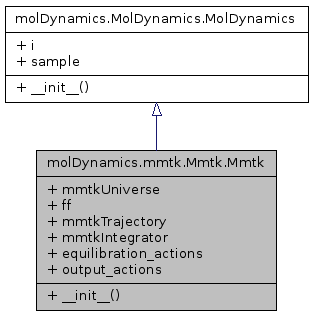 molDynamics.MolDynamics.MolDynamics
+ i
+ sample
+ __init__()
molDynamics.mmtk.Mmtk.Mmtk
+ mmtkUniverse
+ ff
+ mmtkTrajectory
+ mmtkIntegrator
+ equilibration_actions
+ output_actions
+ __init__()